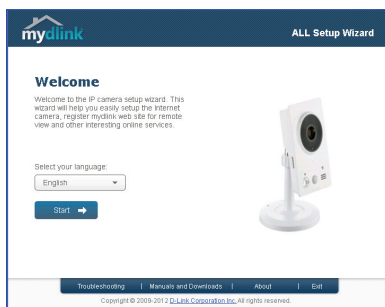 mydlink
ALL Setup Wizard
Welcome
Welcome to the IP camera setup wizard. This
wizard will help you easily setup the Internet
camera, register mydlink web site for remote
view and other interesting online services.
Select your language:
English
Start
Troubleshooting | Manuals and Downloads | About | Exit
Copyright © 2009-2012 D-Link Corporation Inc. All rights reserved.